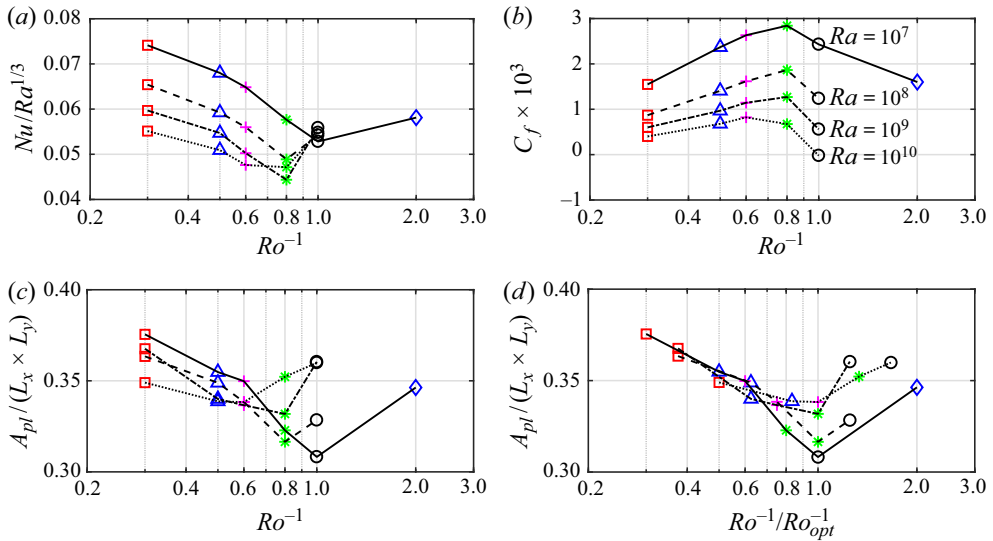 (a)
0.08
0.07
0.06
0.05
0.04
Nu/Ra^{1/3}
0.2 0.4 0.6 0.8 1.0 2.0 3.0
Ro^{−1}
(b)
3
2
1
0
−1
C_f × 10^3
Ra = 10^7
Ra = 10^8
Ra = 10^9
Ra = 10^{10}
0.2 0.4 0.6 0.8 1.0 2.0 3.0
Ro^{−1}
(c)
0.40
0.35
0.30
A_{pl}/(L_x × L_y)
0.2 0.4 0.6 0.8 1.0 2.0 3.0
Ro^{−1}
(d)
0.40
0.35
0.30
A_{pl}/(L_x × L_y)
0.2 0.4 0.6 0.8 1.0 2.0 3.0
Ro^{−1}/Ro_{opt}^{−1}